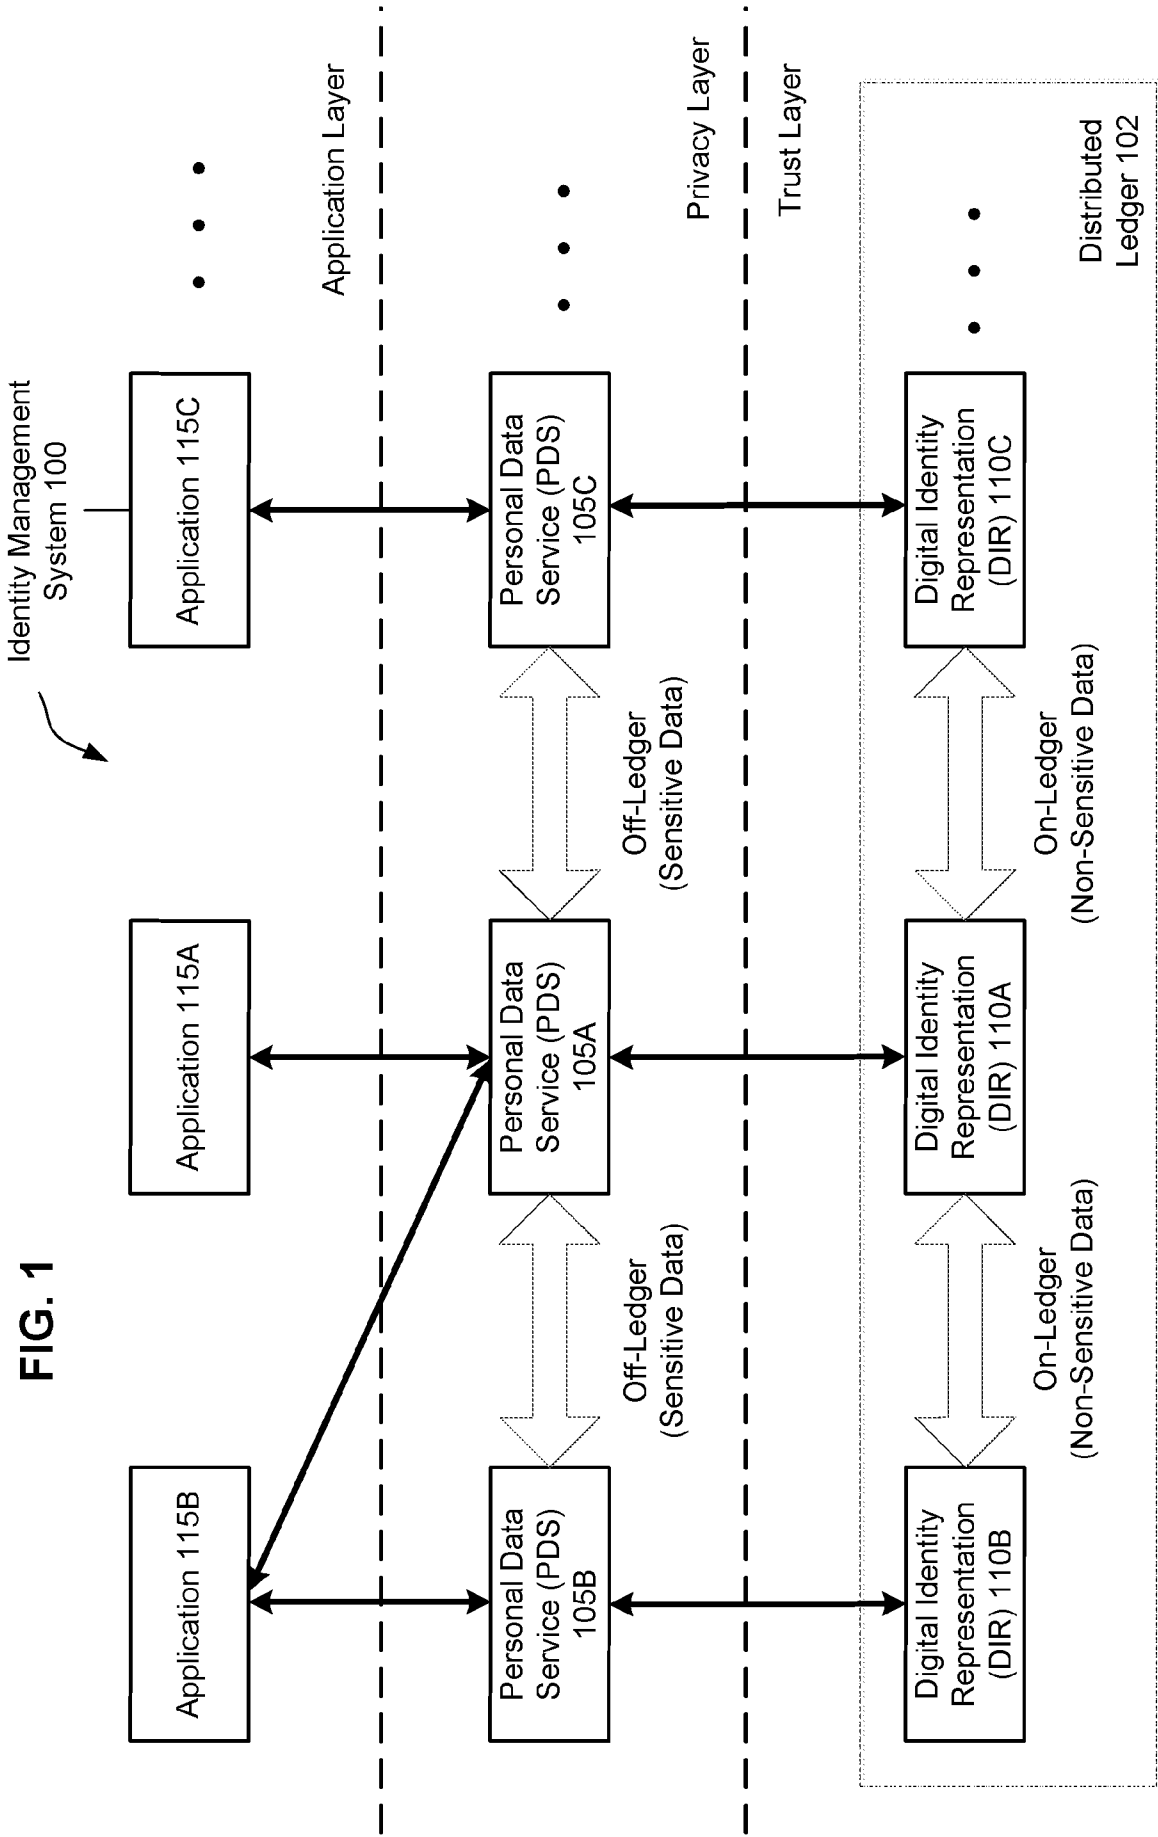 FIG. 1
Identity Management
System 100
Application 115B
Application 115A
Application 115C
Application Layer
Personal Data
Service (PDS)
105B
Off-Ledger
(Sensitive Data)
Personal Data
Service (PDS)
105A
Off-Ledger
(Sensitive Data)
Personal Data
Service (PDS)
105C
Privacy Layer
Trust Layer
Digital Identity
Representation
(DIR) 110B
On-Ledger
(Non-Sensitive Data)
Digital Identity
Representation
(DIR) 110A
On-Ledger
(Non-Sensitive Data)
Digital Identity
Representation
(DIR) 110C
Distributed
Ledger 102